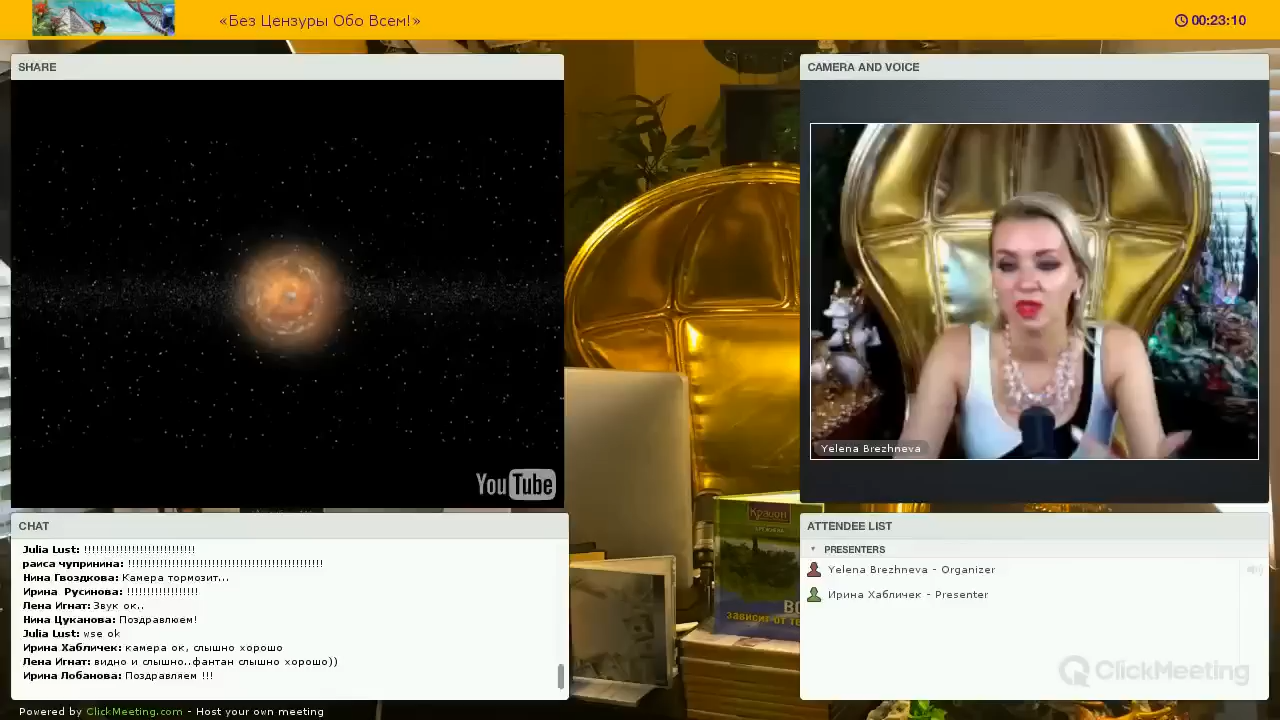 «Без Цензуры Обо Всем!»
00:23:10
SHARE
YouTube
CAMERA AND VOICE
Yelena Brezhneva
CHAT
Julia Lust: !!!!!!!!!!!!!!!!!!!!!!!!!!!!
раиса чупринина: !!!!!!!!!!!!!!!!!!!!!!!!!!!!!!!!!!!!!!!!!!!!!!!!!
Нина Гвоздкова: Камера тормозит...
Ирина Русинова: !!!!!!!!!!!!!!!!!!
Лена Игнат: Звук ок..
Нина Цуканова: Поздравлюем!
Julia Lust: wse ok
Ирина Хабличек: камера ок, слышно хорошо
Лена Игнат: видно и слышно..фантан слышно хорошо))
Ирина Лобанова: Поздравляем !!!
Крайон
зависит от
ATTENDEE LIST
PRESENTERS
Yelena Brezhneva - Organizer
Ирина Хабличек - Presenter
ClickMeeting
Powered by ClickMeeting.com - Host your own meeting